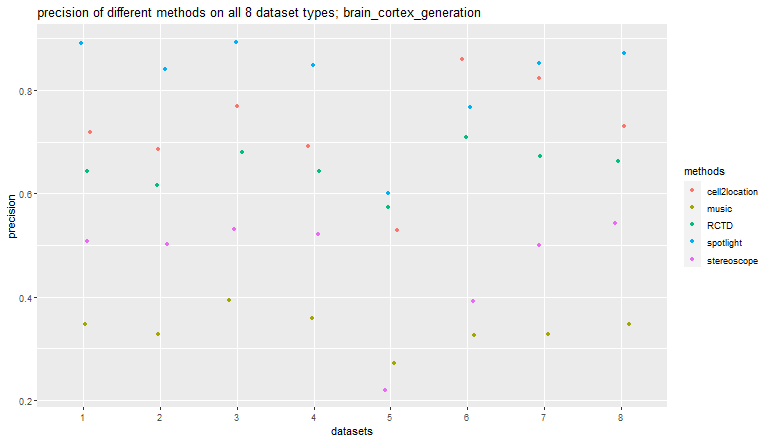 precision of different methods on all 8 dataset types; brain_cortex_generation
precision
0.8
0.6
0.4
0.2
1 2 3 4 5 6 7 8
datasets
methods
cell2location
music
RCTD
spotlight
stereoscope